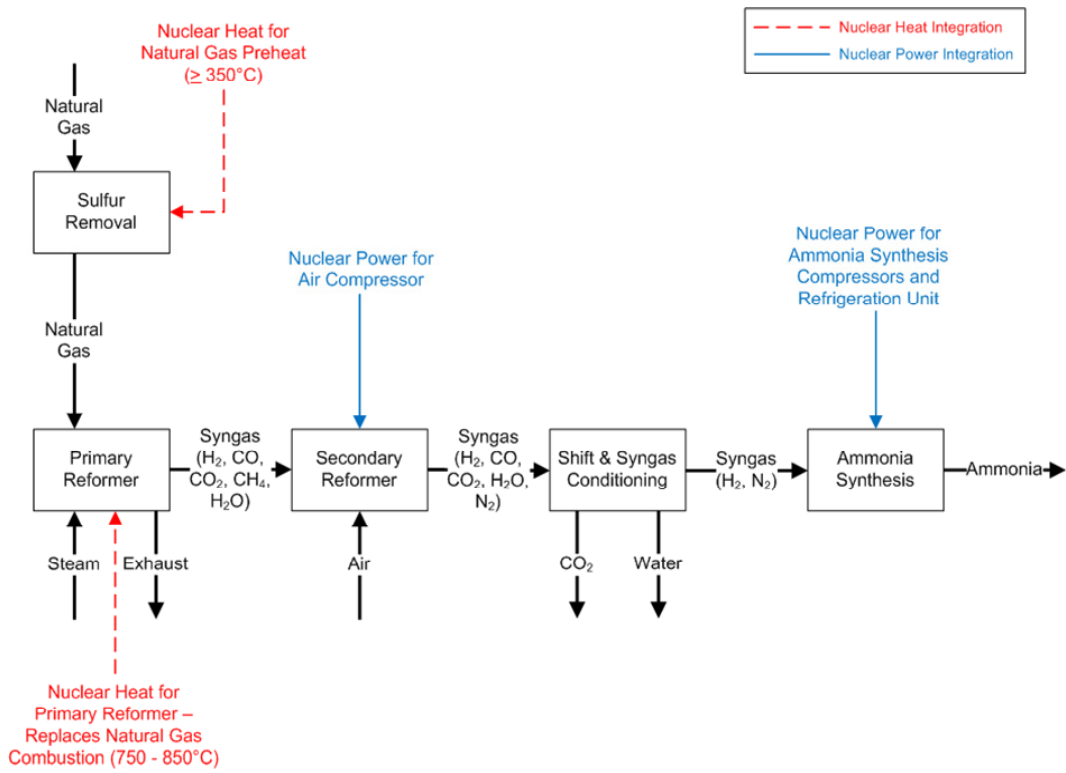 Nuclear Heat for
Natural Gas Preheat
(≥ 350°C)
Nuclear Heat Integration
Nuclear Power Integration
Natural
Gas
Sulfur
Removal
Nuclear Power for
Air Compressor
Nuclear Power for
Ammonia Synthesis
Compressors and
Refrigeration Unit
Natural
Gas
Primary
Reformer
Syngas
(H₂, CO,
CO₂, CH₄,
H₂O)
Secondary
Reformer
Syngas
(H₂, CO,
CO₂, H₂O,
N₂)
Shift & Syngas
Conditioning
Syngas
(H₂, N₂)
Ammonia
Synthesis
Ammonia
Steam
Exhaust
Air
CO₂
Water
Nuclear Heat for
Primary Reformer –
Replaces Natural Gas
Combustion (750 - 850°C)